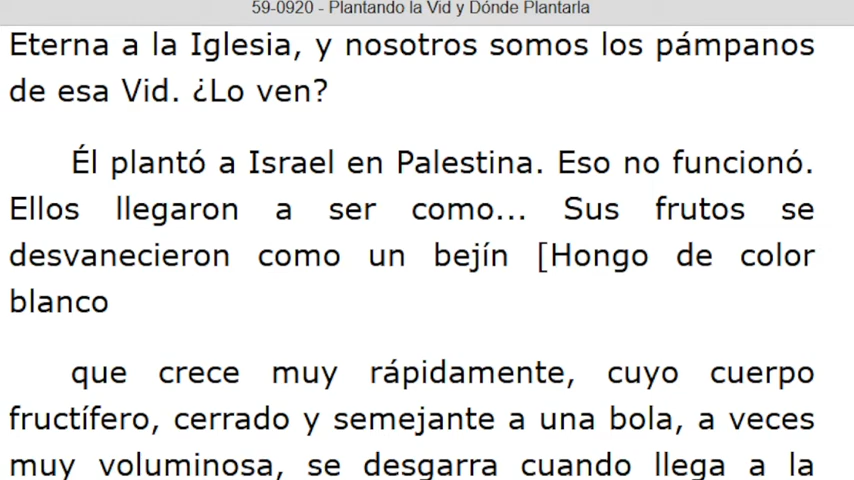 59-0920 - Plantando la Vid y Dónde Plantarla
Eterna a la Iglesia, y nosotros somos los pámpanos
de esa Vid. ¿Lo ven?
Él plantó a Israel en Palestina. Eso no funcionó.
Ellos llegaron a ser como... Sus frutos se
desvanecieron como un bejín [Hongo de color
blanco
que crece muy rápidamente, cuyo cuerpo
fructífero, cerrado y semejante a una bola, a veces
muy voluminosa, se desgarra cuando llega a la